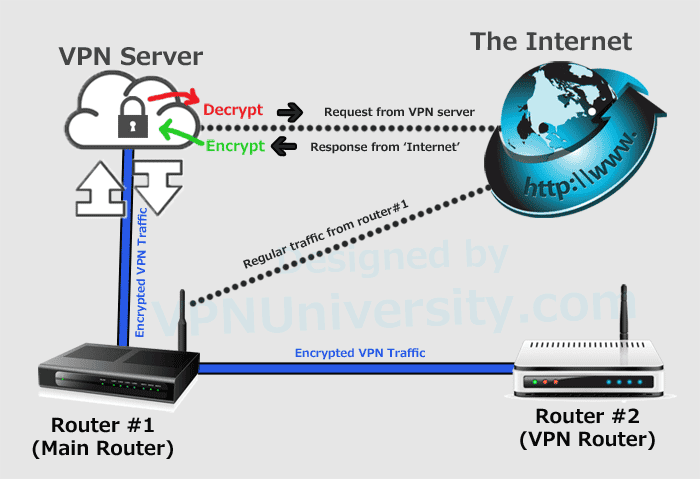 VPN Server
The Internet
Decrypt
Request from VPN server
Encrypt
Response from ‘Internet’
http:\\www.
Regular traffic from router#1
Encrypted VPN Traffic
Designed by
VPNUniversity.com
Encrypted VPN Traffic
Router #1
(Main Router)
Router #2
(VPN Router)